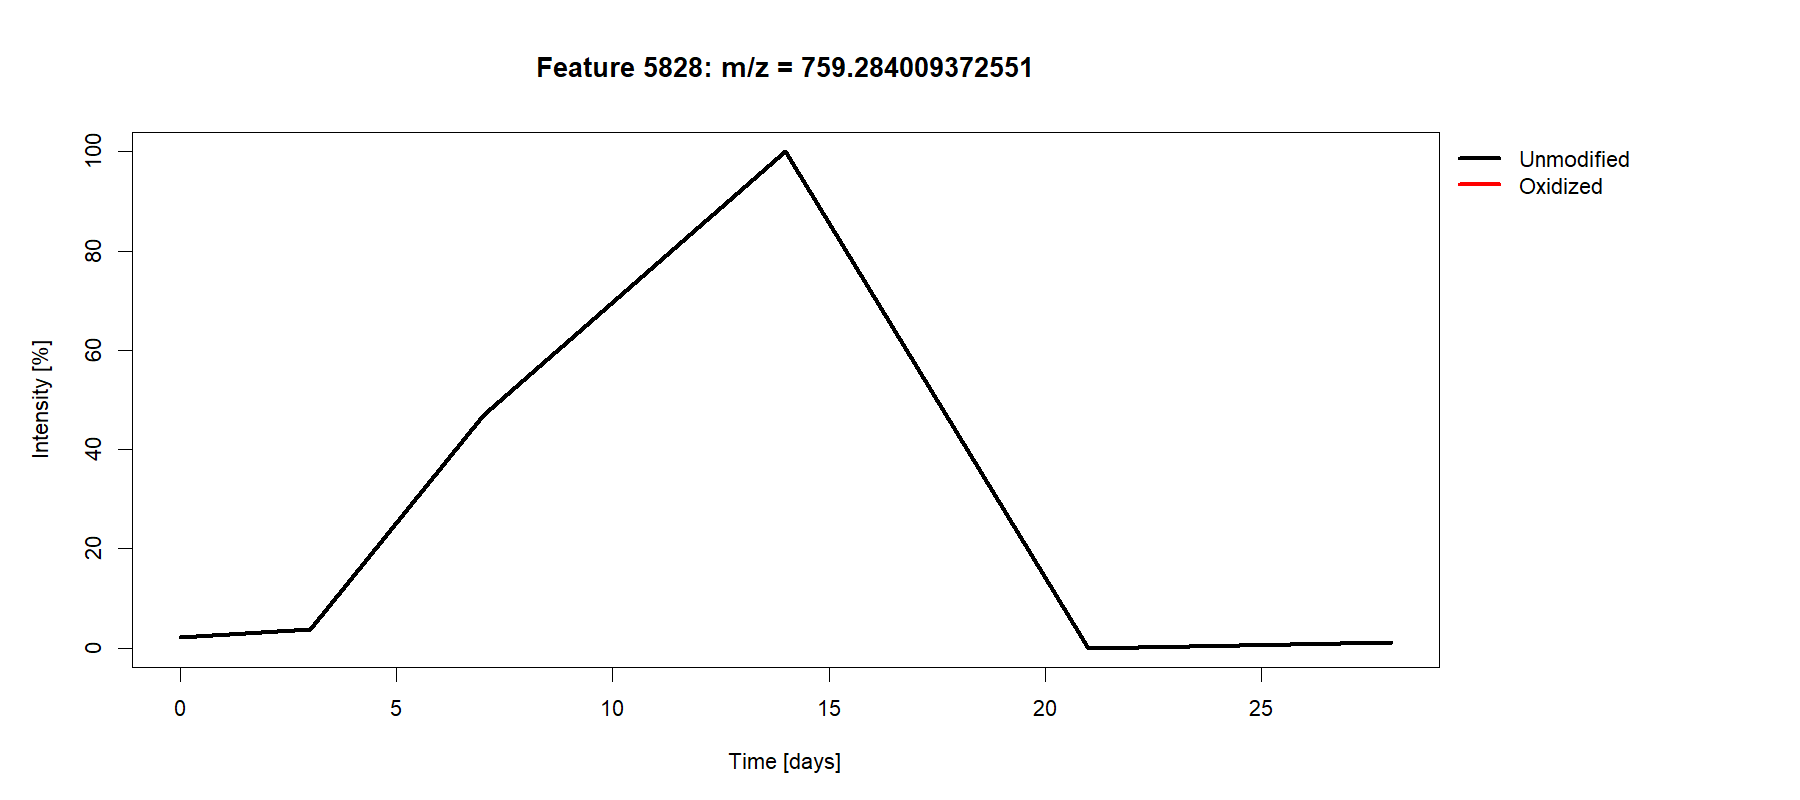 Feature 5828: m/z = 759.284009372551
Unmodified
Oxidized
Intensity [%]
100
80
60
40
20
0
0 5 10 15 20 25
Time [days]